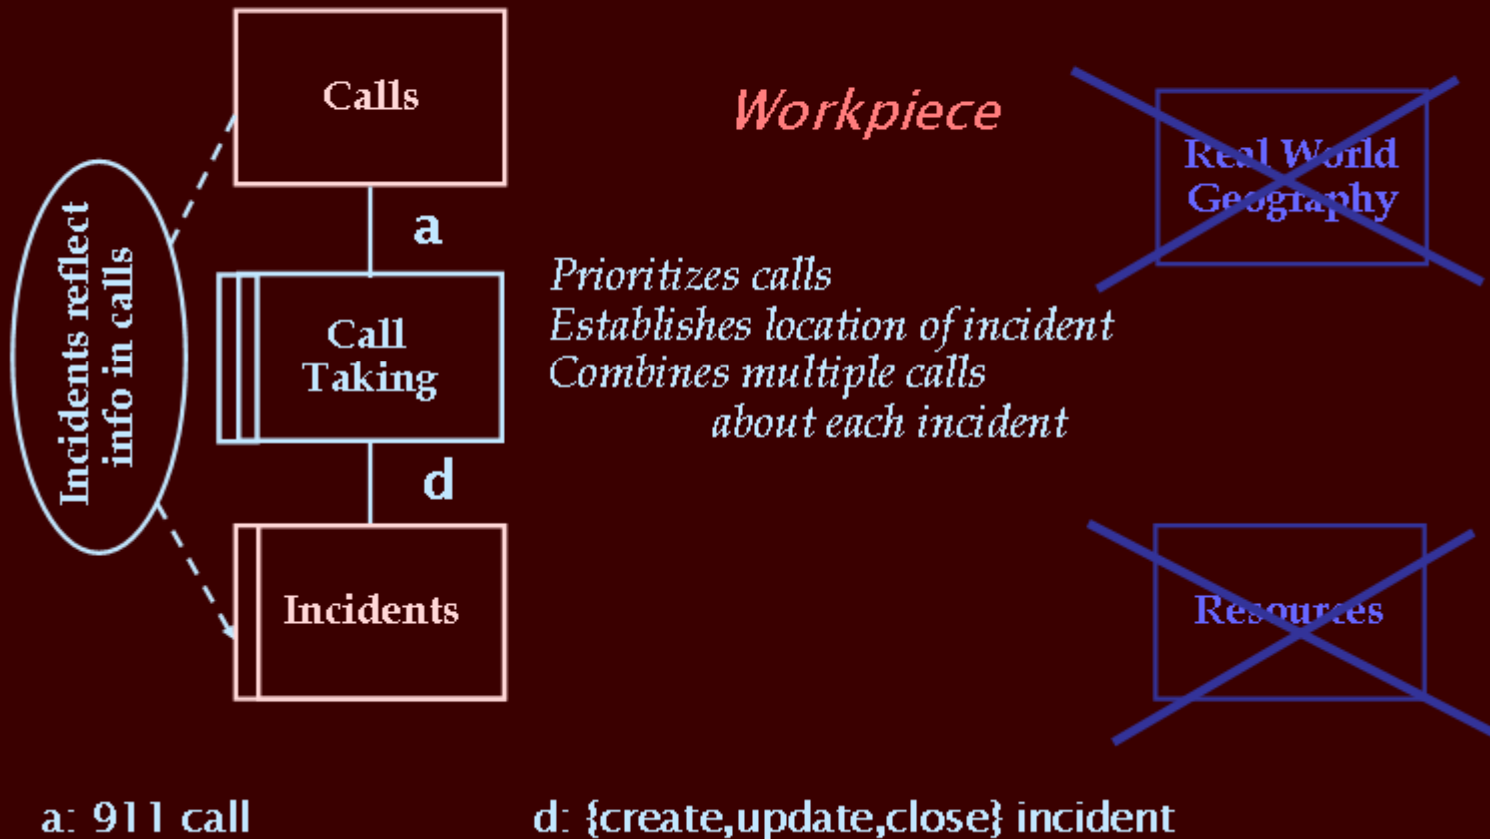 Calls
Workpiece
Real World
Geography
a
Incidents reflect
info in calls
Call
Taking
Prioritizes calls
Establishes location of incident
Combines multiple calls
about each incident
d
Incidents
Resources
a: 911 call
d: {create,update,close} incident